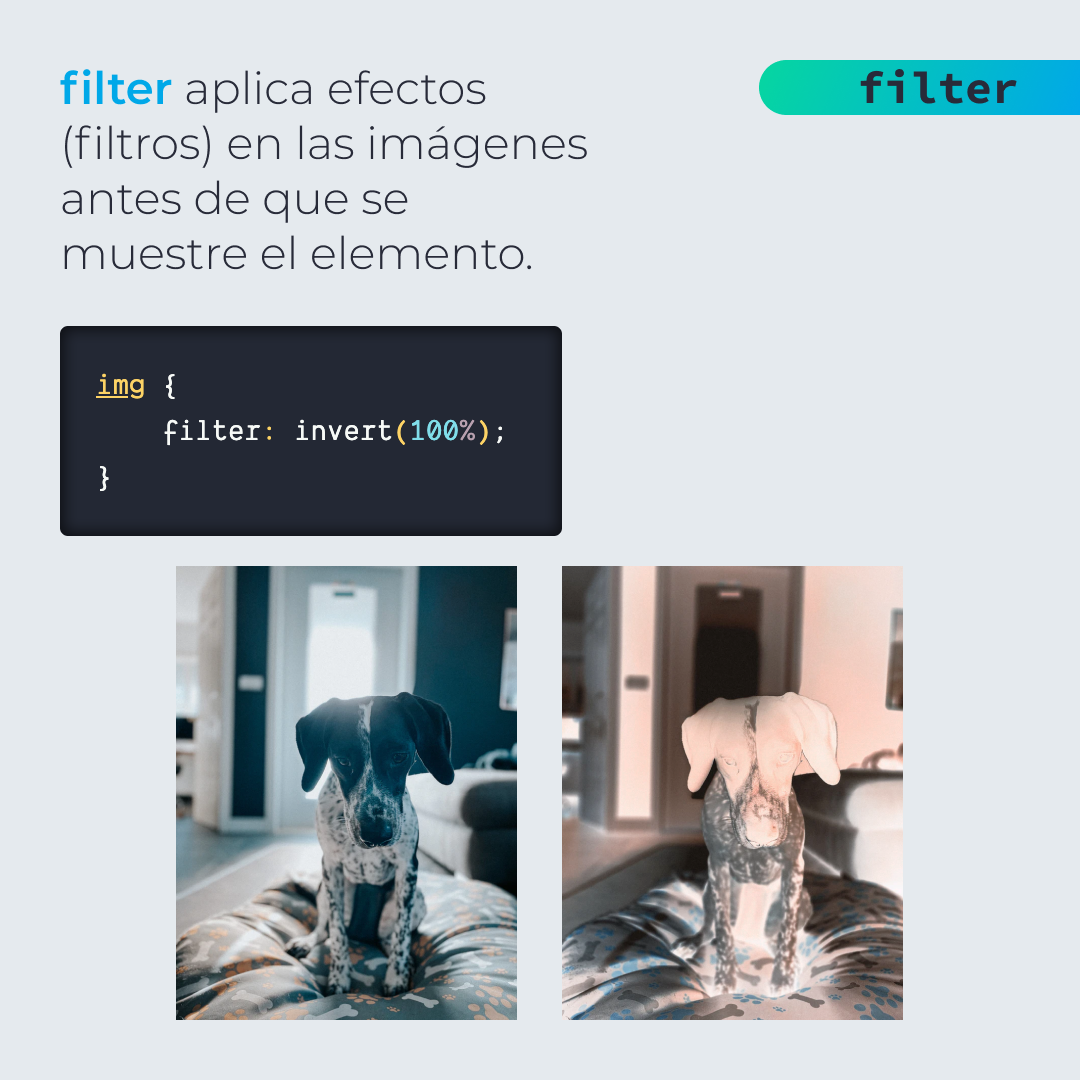 filter aplica efectos
(filtros) en las imágenes
antes de que se
muestre el elemento.
filter
img {
    filter: invert(100%);
}